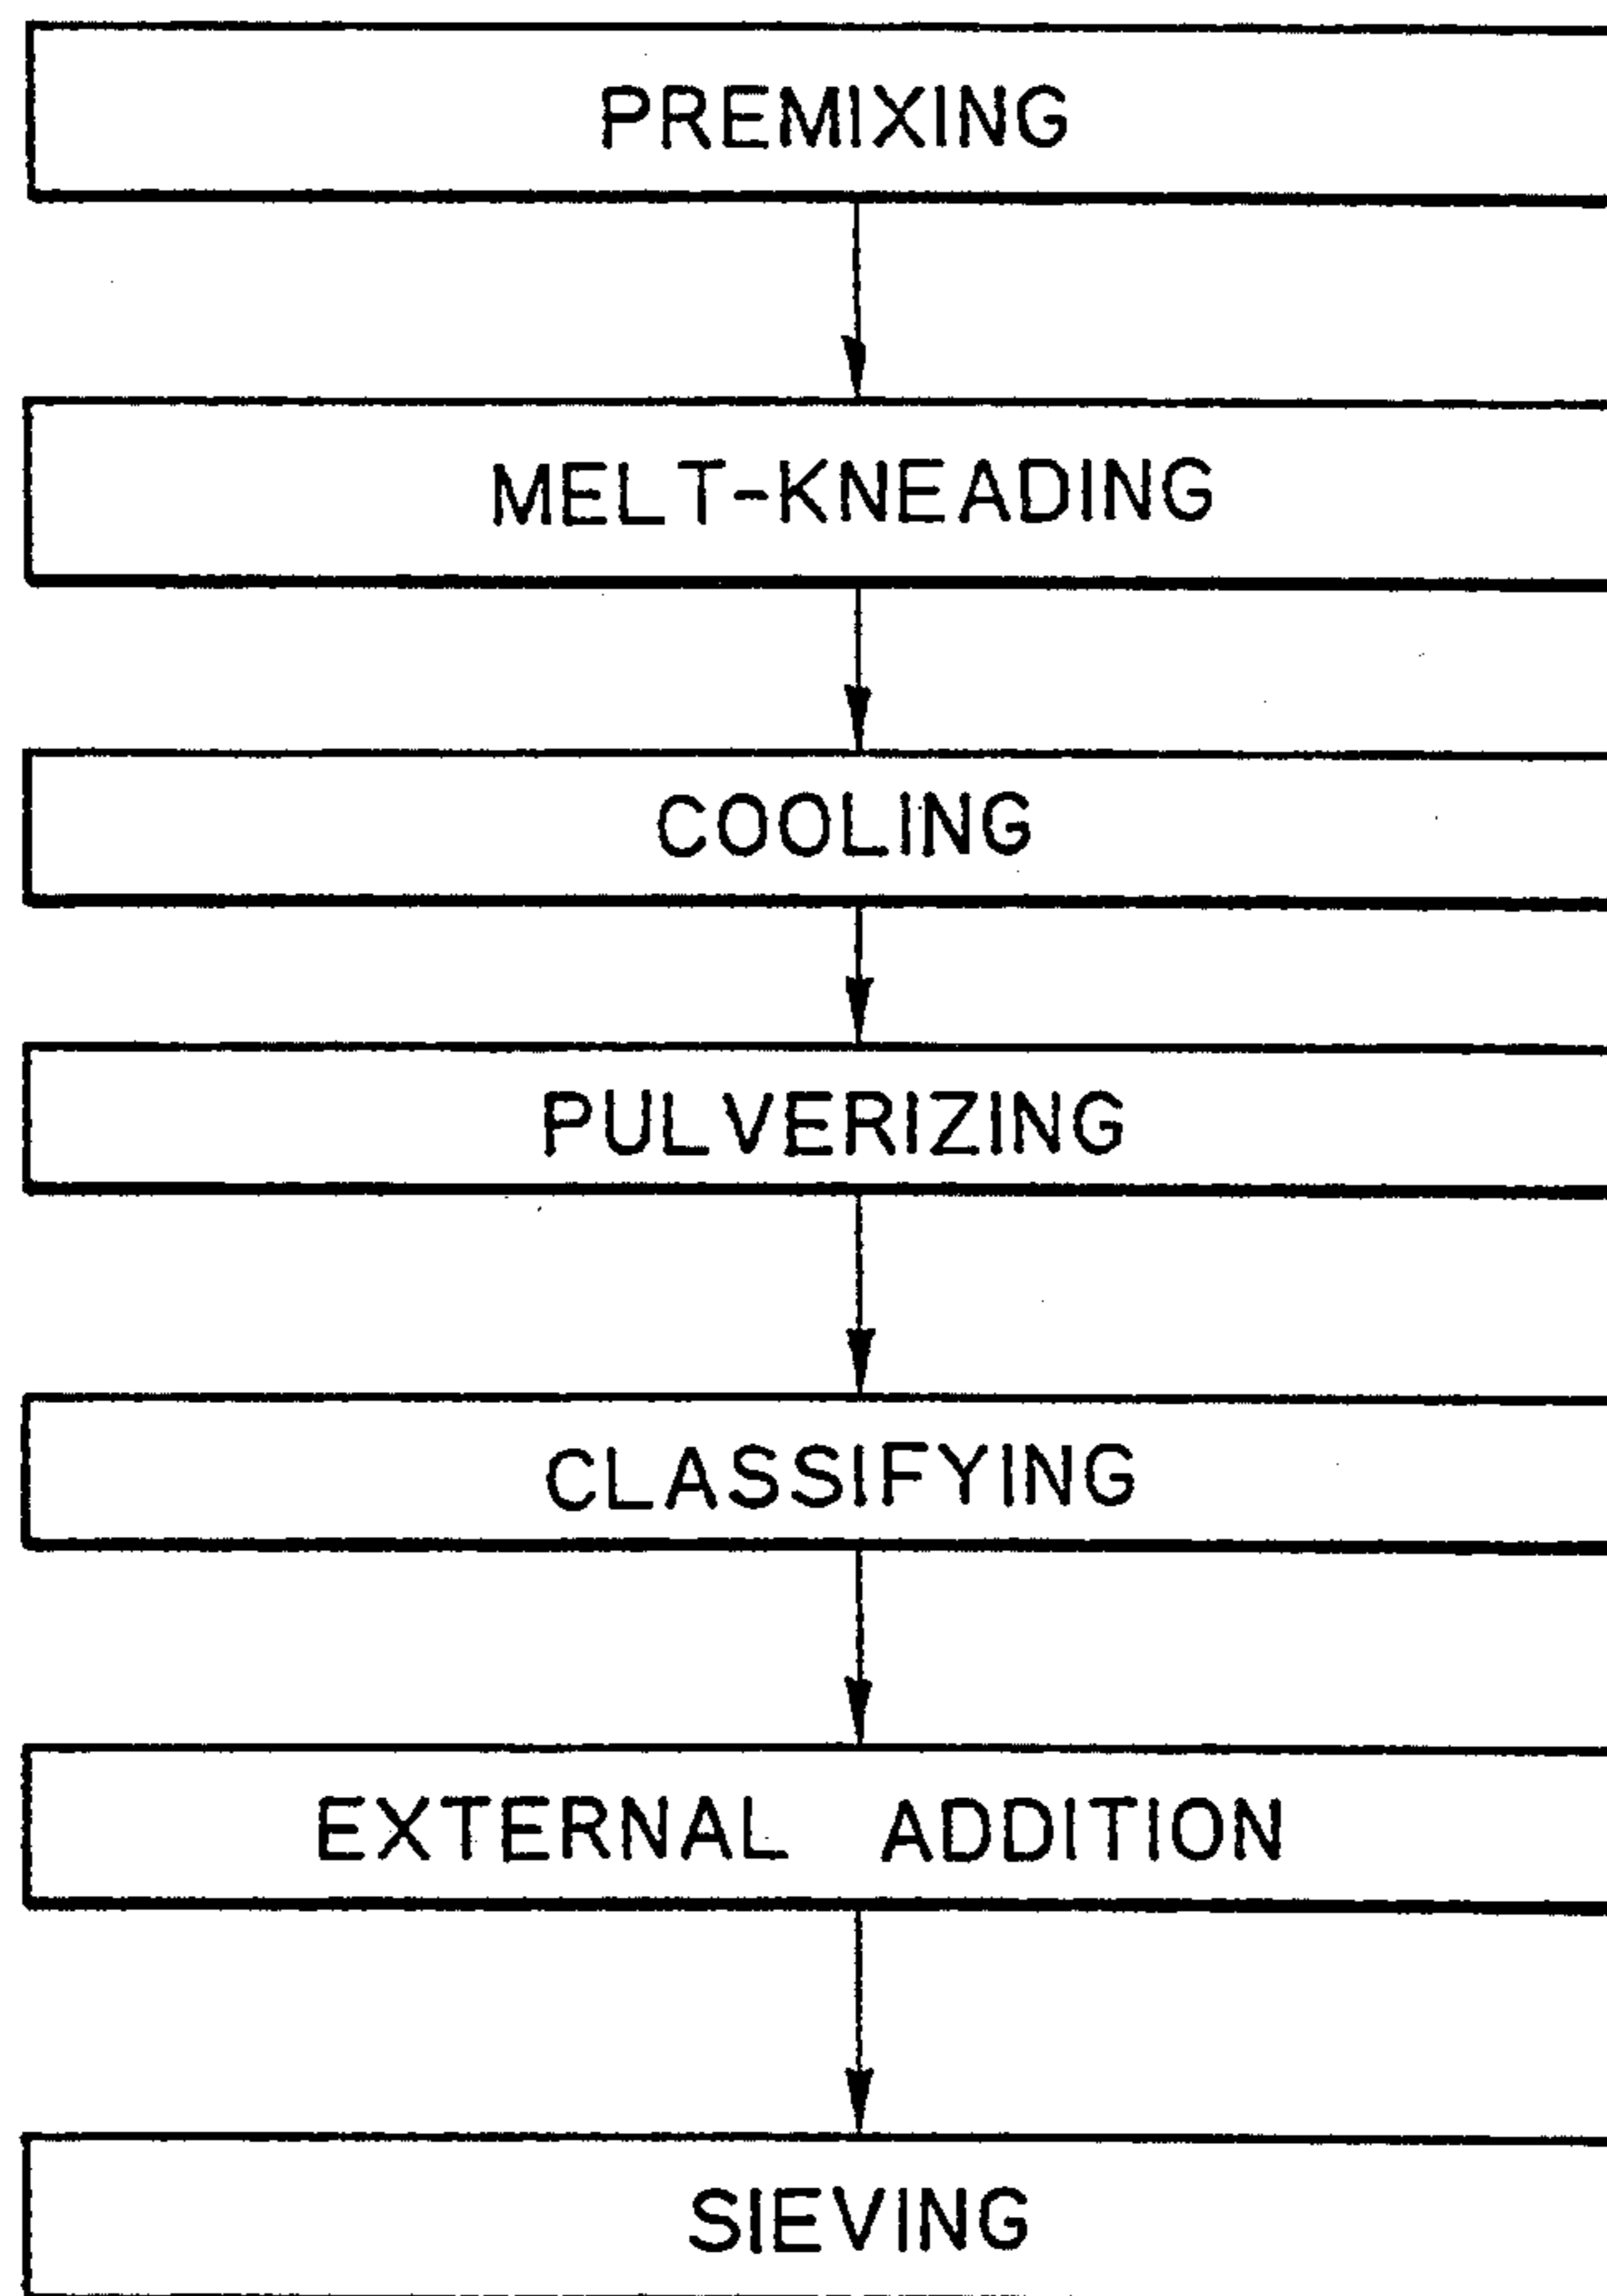 PREMIXING
MELT-KNEADING
COOLING
PULVERIZING
CLASSIFYING
EXTERNAL ADDITION
SIEVING